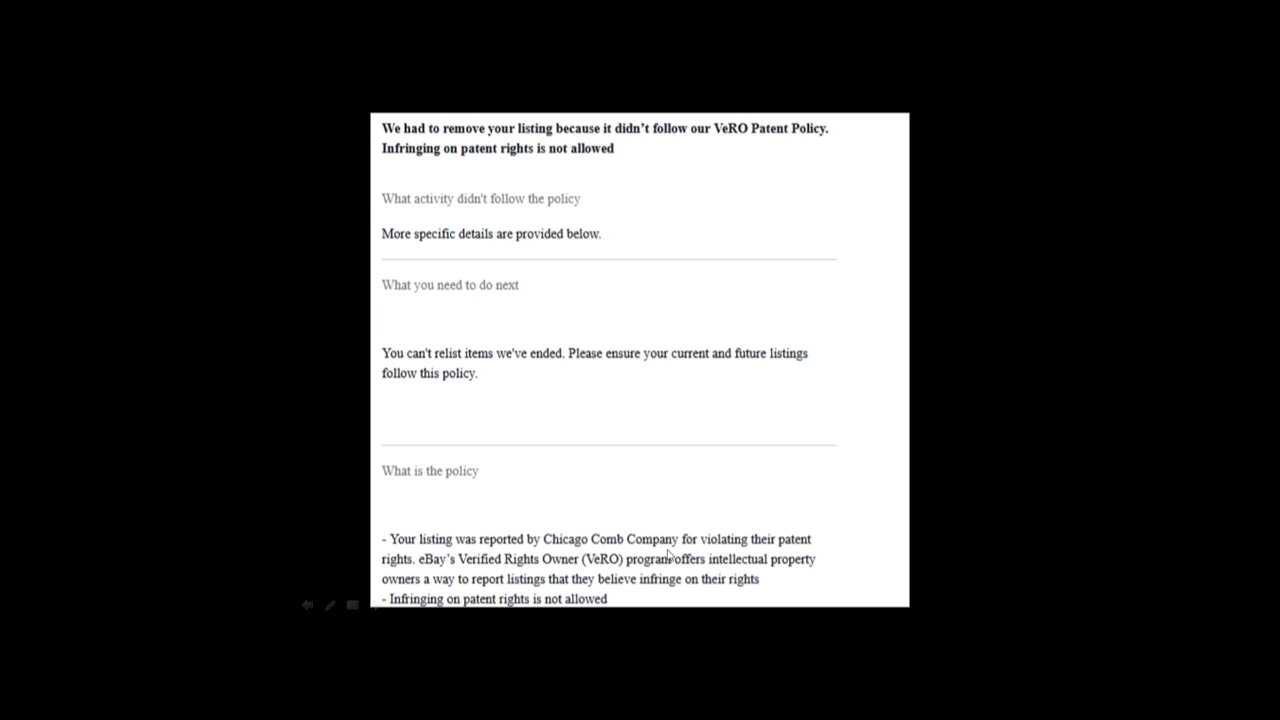 We had to remove your listing because it didn't follow our VeRO Patent Policy.
Infringing on patent rights is not allowed
What activity didn't follow the policy
More specific details are provided below.
What you need to do next
You can't relist items we've ended. Please ensure your current and future listings
follow this policy.
What is the policy
- Your listing was reported by Chicago Comb Company for violating their patent
rights. eBay's Verified Rights Owner (VeRO) program offers intellectual property
owners a way to report listings that they believe infringe on their rights
- Infringing on patent rights is not allowed